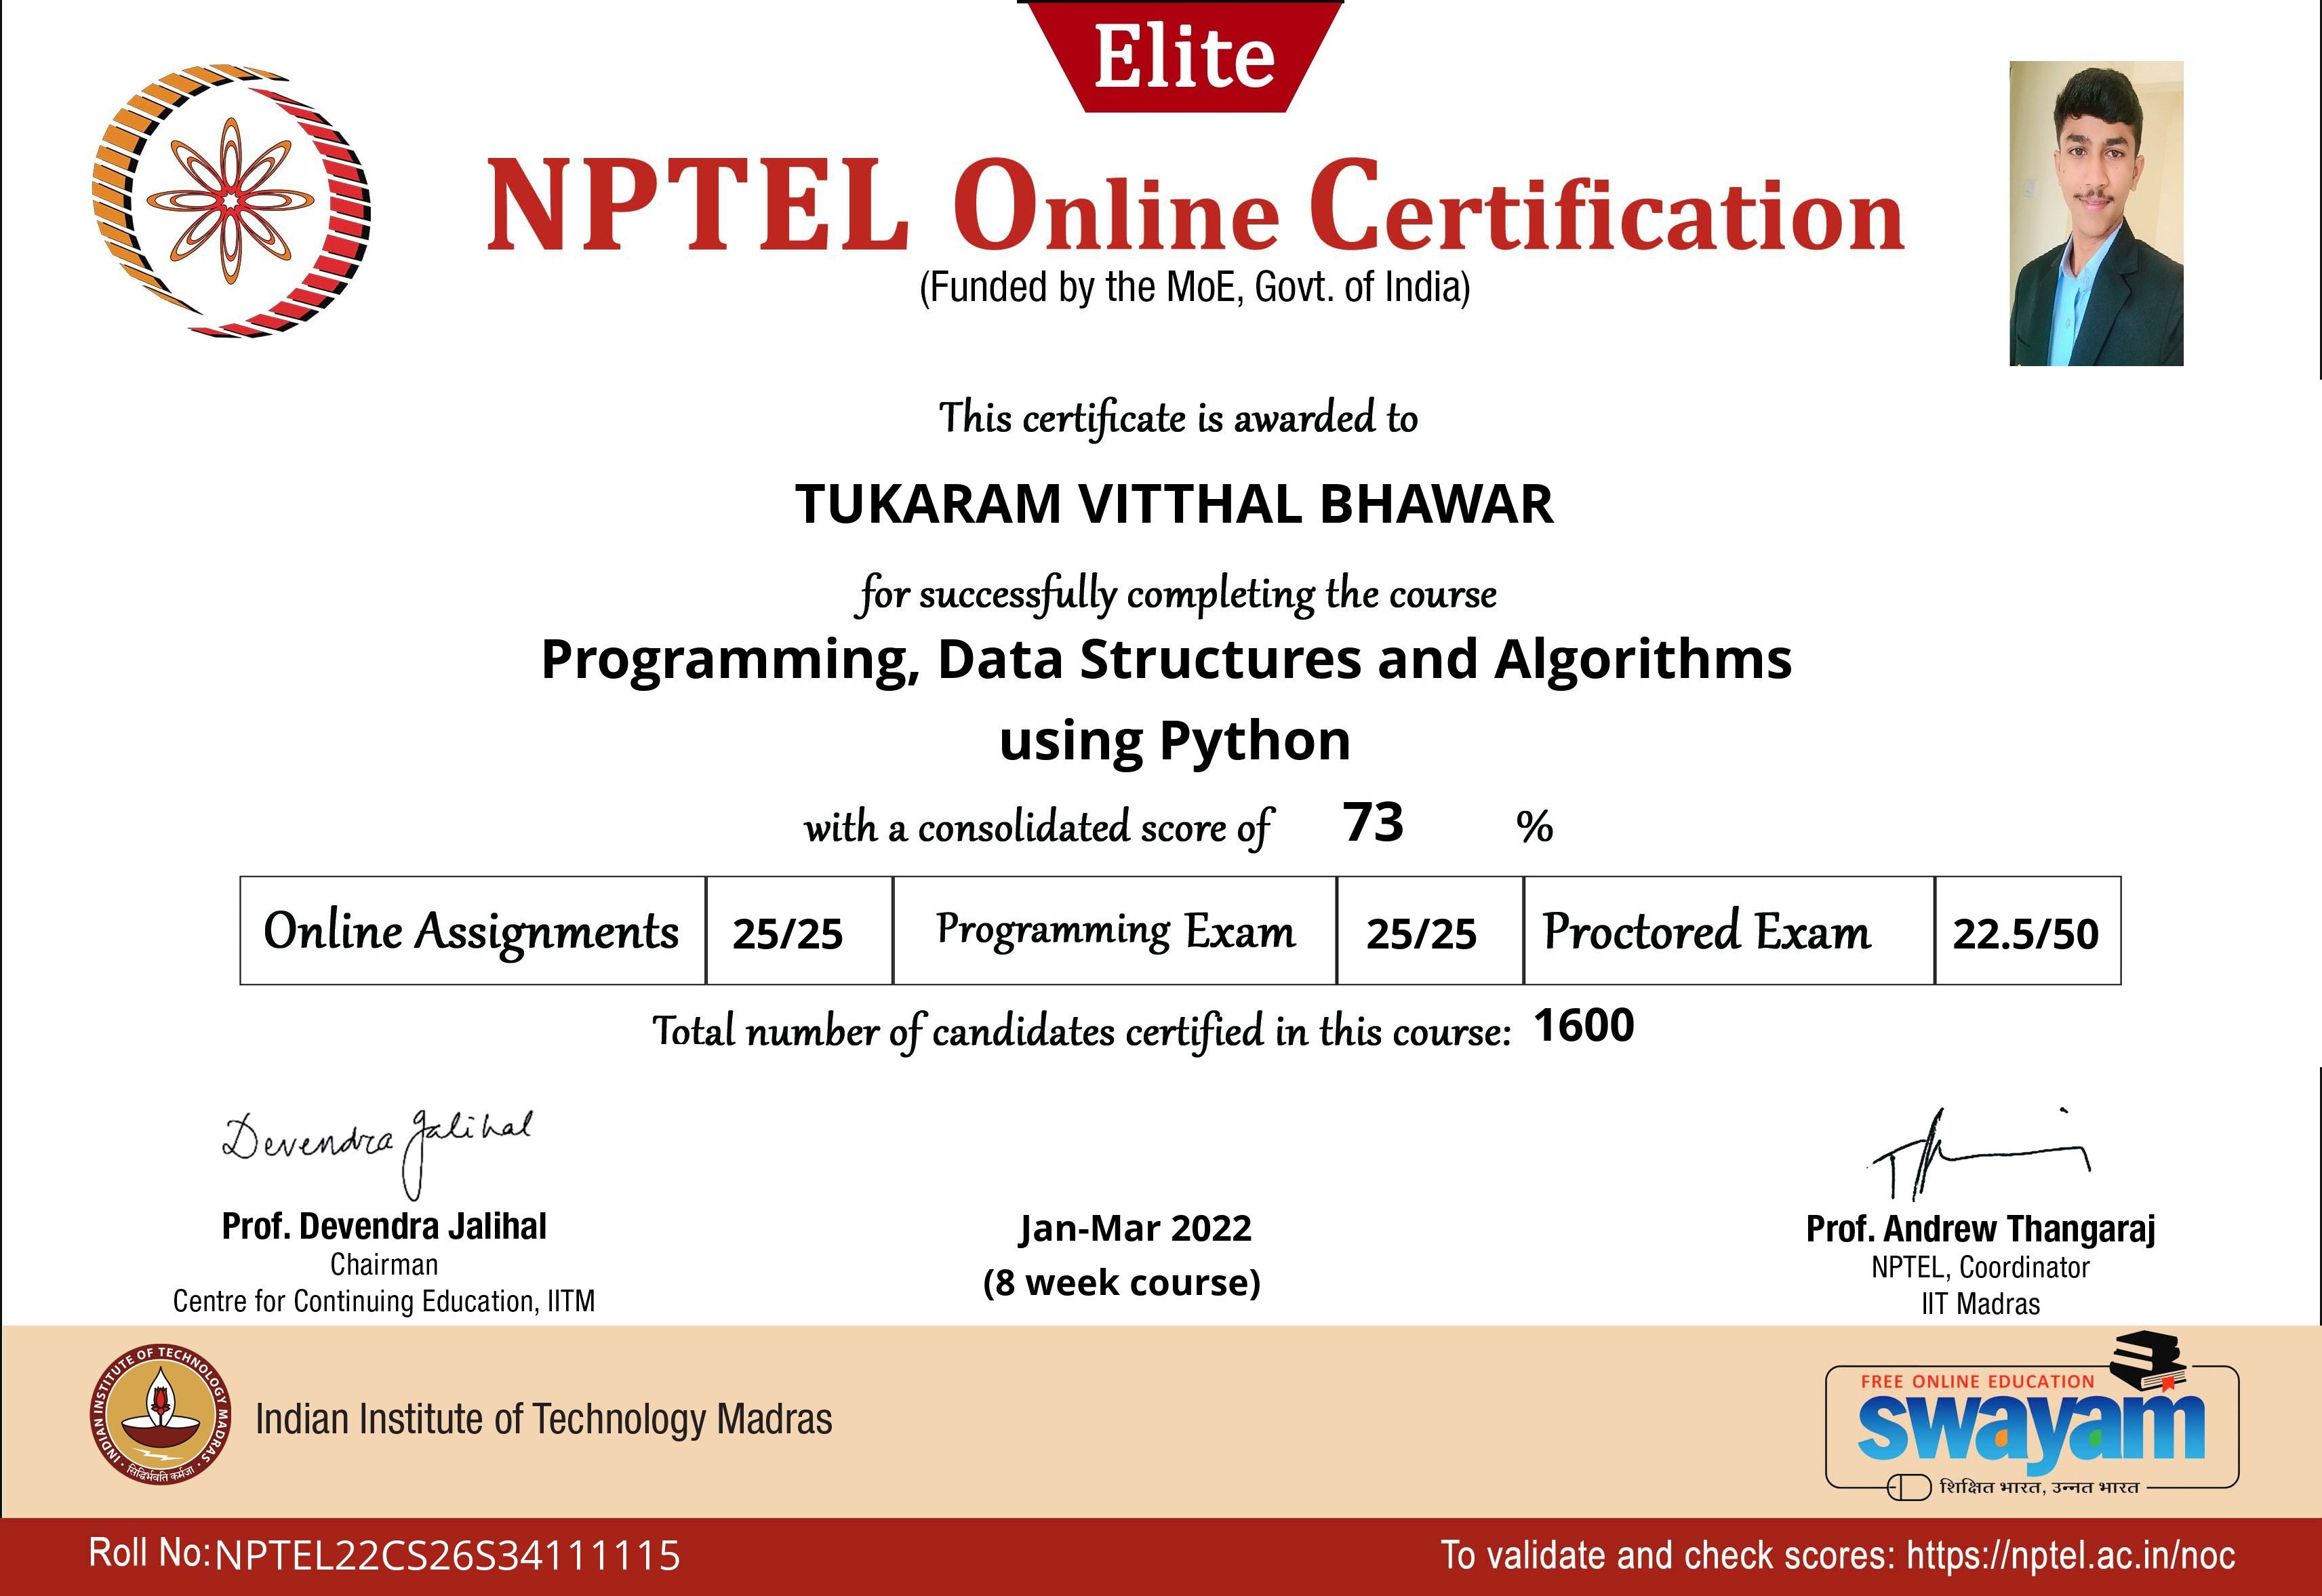 Elite
NPTEL Online Certification
(Funded by the MoE, Govt. of India)
This certificate is awarded to
TUKARAM VITTHAL BHAWAR
for successfully completing the course
Programming, Data Structures and Algorithms
using Python
with a consolidated score of 73 %
Online Assignments 25/25 Programming Exam 25/25 Proctored Exam 22.5/50
Total number of candidates certified in this course: 1600
Devendra Jalihal
Prof. Devendra Jalihal
Chairman
Centre for Continuing Education, IITM
Jan-Mar 2022
(8 week course)
Prof. Andrew Thangaraj
NPTEL, Coordinator
IIT Madras
INDIAN INSTITUTE OF TECHNOLOGY MADRAS
सिद्धिर्भवति कर्मजा
Indian Institute of Technology Madras
FREE ONLINE EDUCATION
swayam
शिक्षित भारत, उन्नत भारत
Roll No: NPTEL22CS26S34111115
To validate and check scores: https://nptel.ac.in/noc